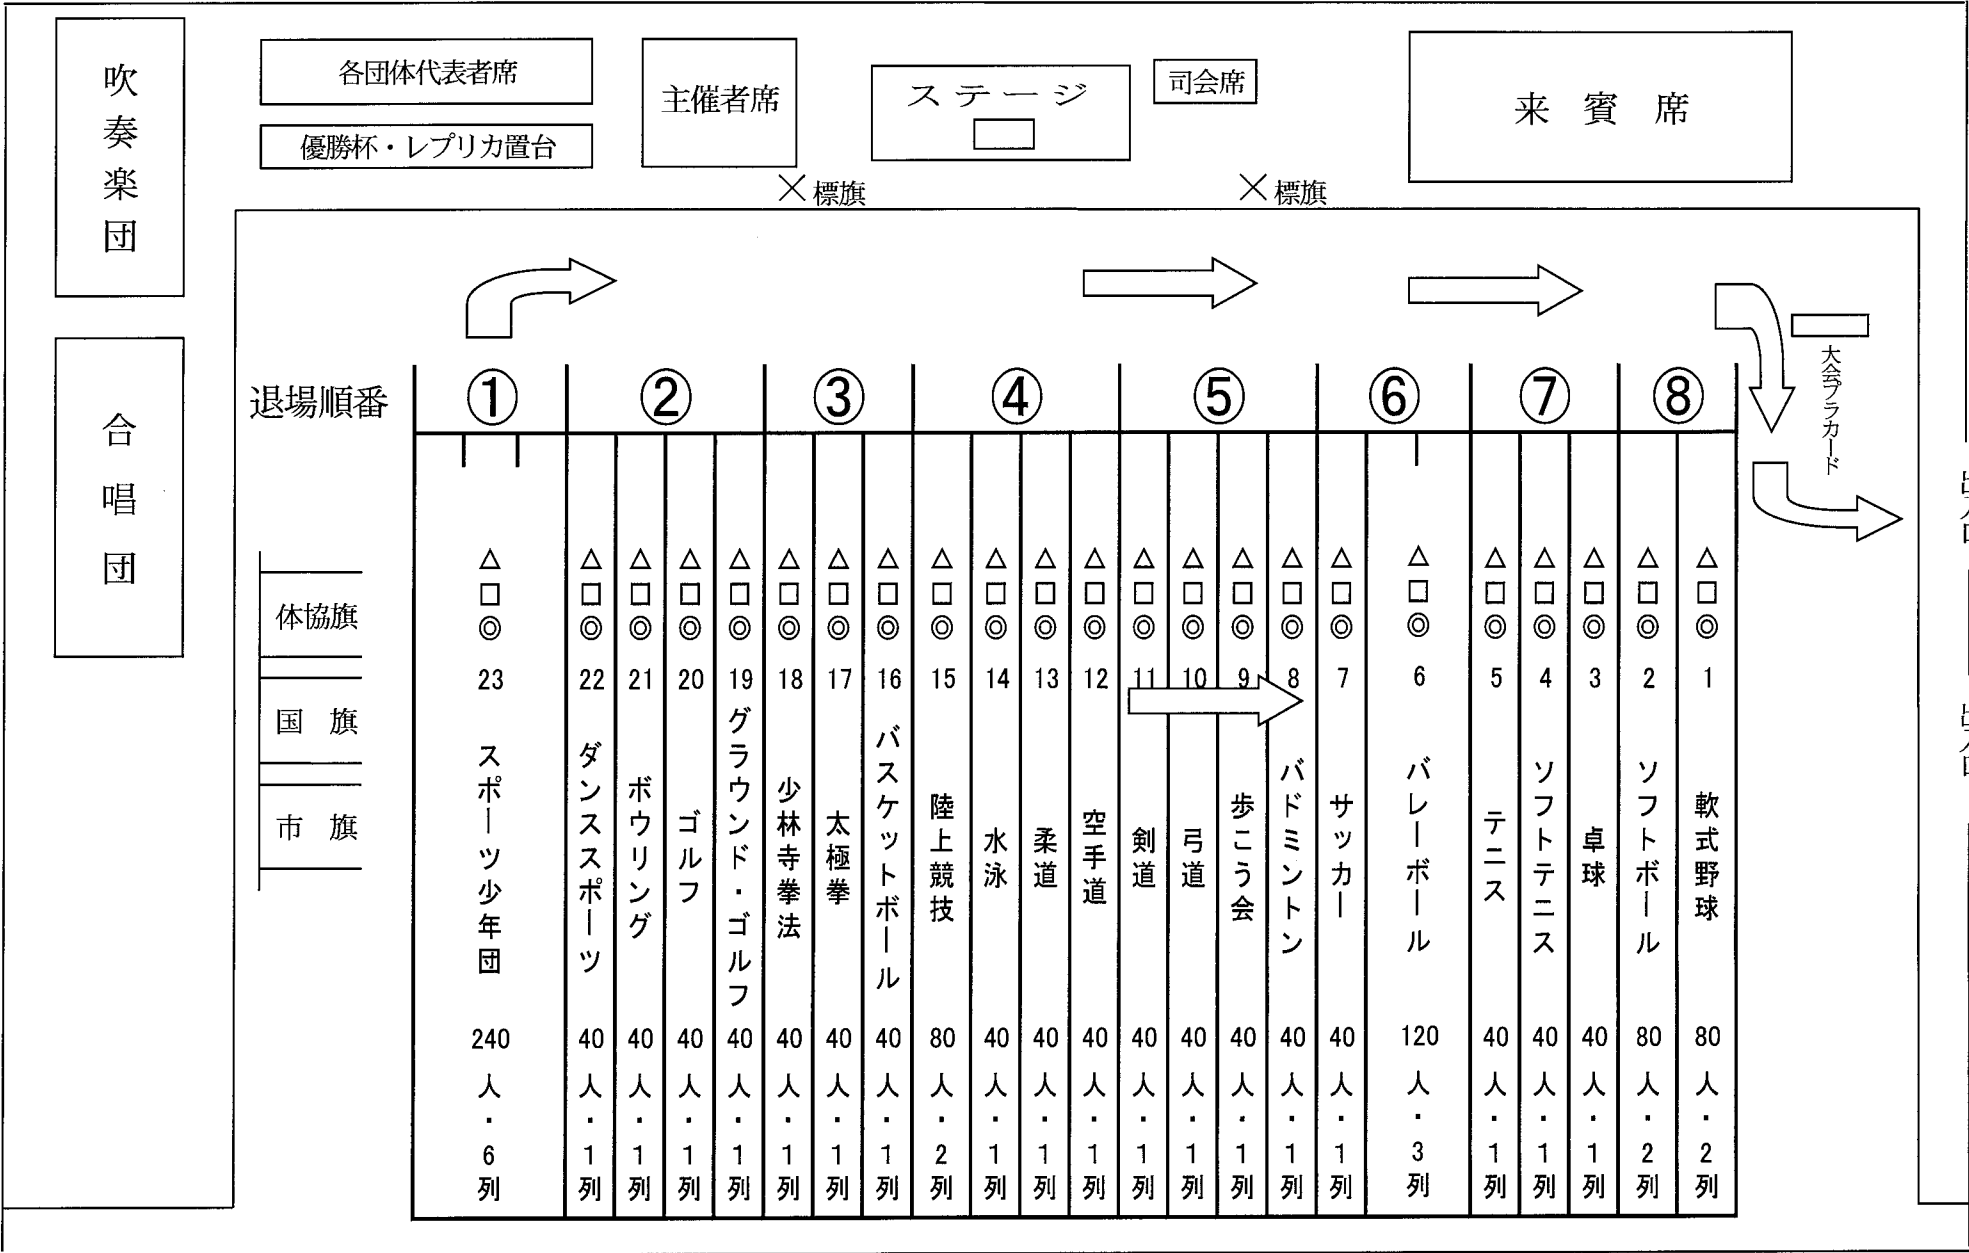 吹奏楽団
各団体代表者席
優勝杯・レプリカ置台
主催者席
ステージ
司会席
来賓席
×標旗
×標旗
合唱団
退場順番
①
②
③
④
⑤
⑥
⑦
⑧
大会プラカード
出入口
出入口
体協旗
国旗
市旗
△□◎ 23 スポーツ少年団 240人・6列
△□◎ 22 ダンススポーツ 40人・1列
△□◎ 21 ボウリング 40人・1列
△□◎ 20 ゴルフ 40人・1列
△□◎ 19 グラウンド・ゴルフ 40人・1列
△□◎ 18 少林寺拳法 40人・1列
△□◎ 17 太極拳 40人・1列
△□◎ 16 バスケットボール 40人・1列
△□◎ 15 陸上競技 80人・2列
△□◎ 14 水泳 40人・1列
△□◎ 13 柔道 40人・1列
△□◎ 12 空手道 40人・1列
△□◎ 11 剣道 40人・1列
△□◎ 10 弓道 40人・1列
△□◎ 9 歩こう会 40人・1列
△□◎ 8 バドミントン 40人・1列
△□◎ 7 サッカー 40人・1列
△□◎ 6 バレーボール 120人・3列
△□◎ 5 テニス 40人・1列
△□◎ 4 ソフトテニス 40人・1列
△□◎ 3 卓球 40人・1列
△□◎ 2 ソフトボール 80人・2列
△□◎ 1 軟式野球 80人・2列